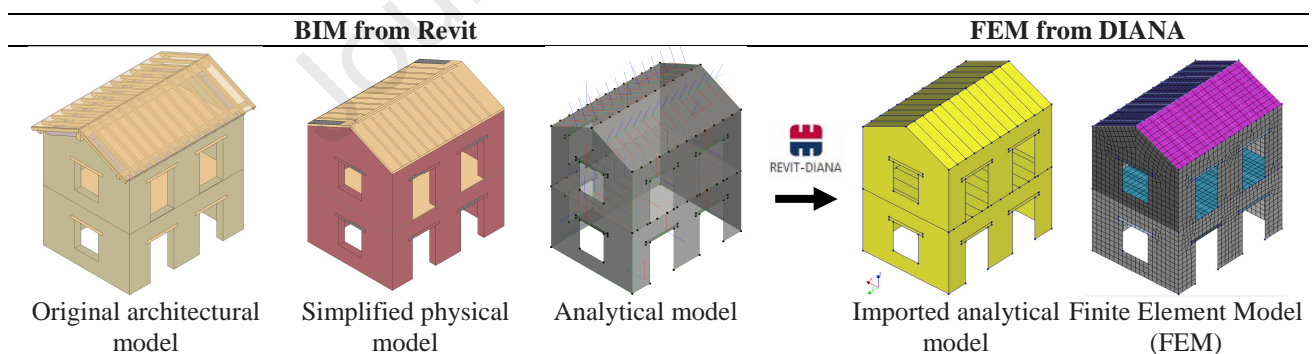 BIM from Revit FEM from DIANA
REVIT-DIANA
Original architectural Simplified physical Analytical model Imported analytical Finite Element Model
model model model (FEM)